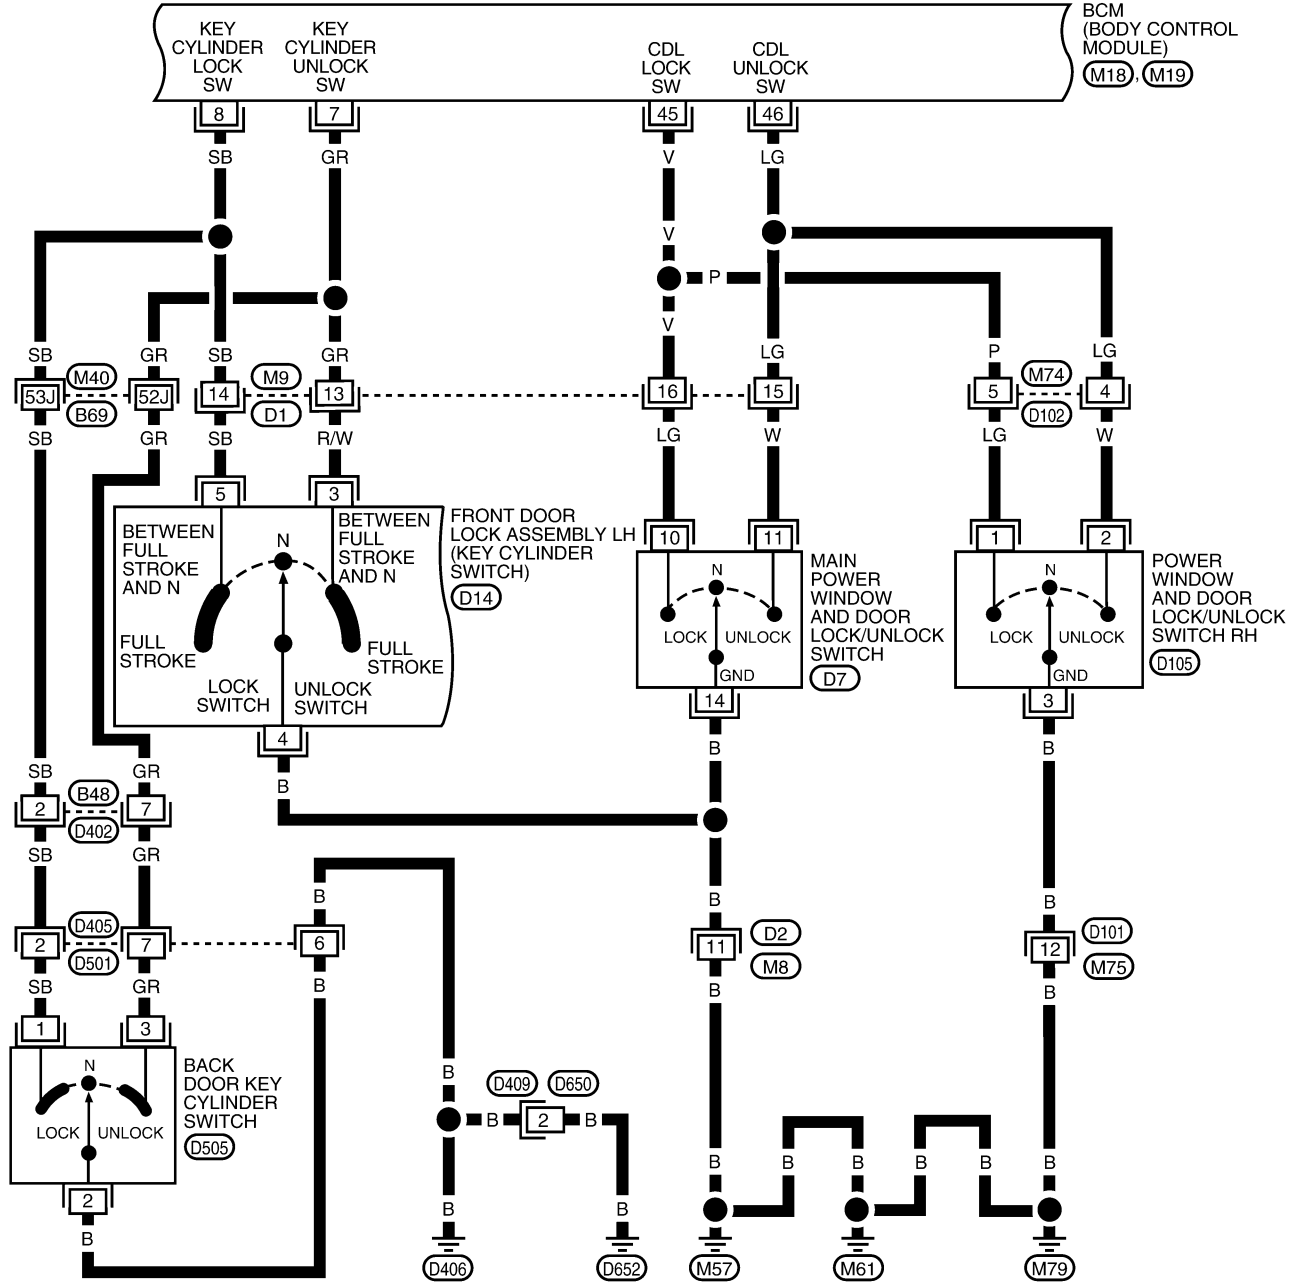 BCM
(BODY CONTROL
MODULE)
M18, M19
KEY
CYLINDER
LOCK
SW
KEY
CYLINDER
UNLOCK
SW
CDL
LOCK
SW
CDL
UNLOCK
SW
8
7
45
46
SB
GR
V
LG
V
P
V
SB
GR
SB
GR
LG
P
LG
53J
M40
B69
52J
14
M9
D1
13
16
15
5
M74
D102
4
SB
GR
SB
R/W
LG
W
LG
W
5
3
10
11
1
2
BETWEEN
FULL
STROKE
AND N
N
BETWEEN
FULL
STROKE
AND N
FULL
STROKE
FULL
STROKE
LOCK
SWITCH
UNLOCK
SWITCH
4
FRONT DOOR
LOCK ASSEMBLY LH
(KEY CYLINDER
SWITCH)
D14
N
LOCK
UNLOCK
GND
14
MAIN
POWER
WINDOW
AND DOOR
LOCK/UNLOCK
SWITCH
D7
N
LOCK
UNLOCK
GND
3
POWER
WINDOW
AND DOOR
LOCK/UNLOCK
SWITCH RH
D105
B
B
B
SB
GR
2
B48
D402
7
SB
GR
B
B
B
2
D405
D501
7
6
11
D2
M8
12
D101
M75
SB
GR
B
B
B
1
3
N
LOCK
UNLOCK
2
BACK
DOOR KEY
CYLINDER
SWITCH
D505
B
B
D409
D650
B
2
B
B
B
B
B
B
B
B
B
B
D406
D652
M57
M61
M79